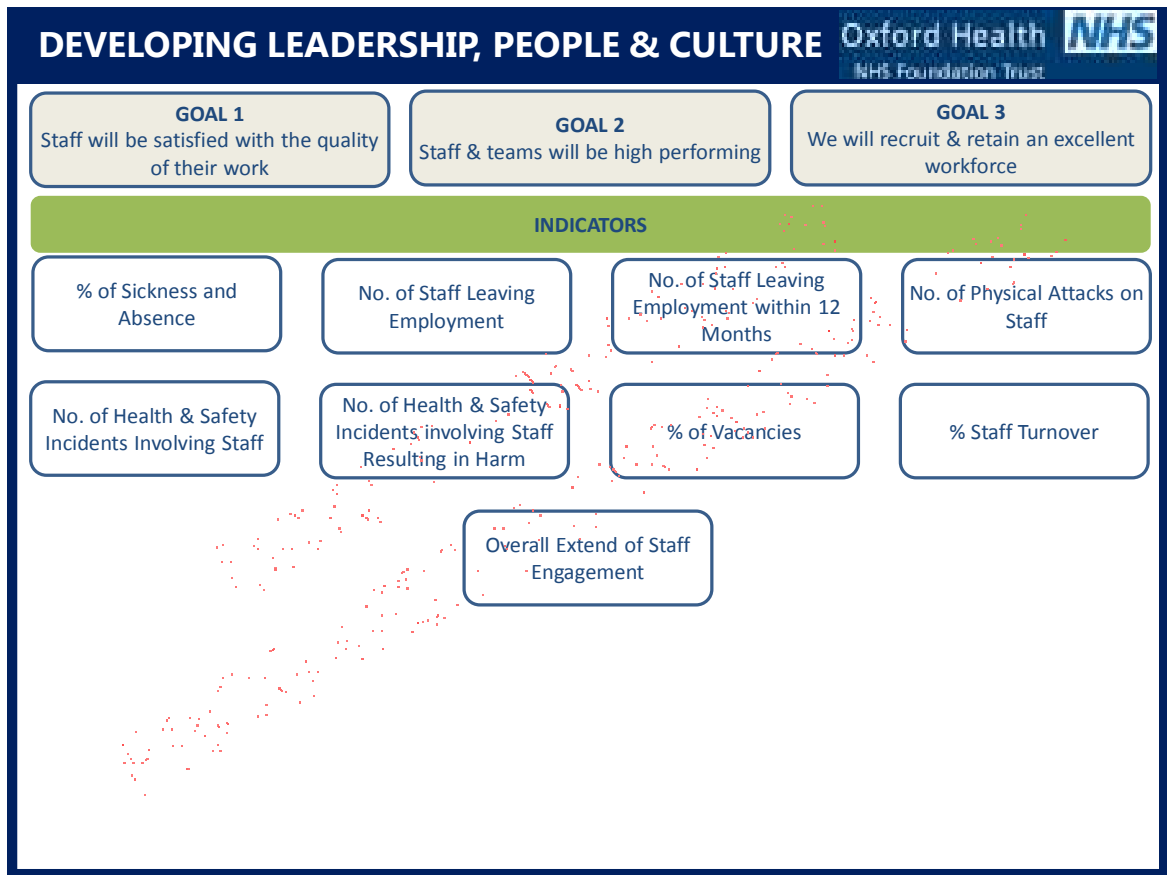 DEVELOPING LEADERSHIP, PEOPLE & CULTURE
Oxford Health NHS
NHS Foundation Trust
GOAL 1
Staff will be satisfied with the quality
of their work
GOAL 2
Staff & teams will be high performing
GOAL 3
We will recruit & retain an excellent
workforce
INDICATORS
% of Sickness and
Absence
No. of Staff Leaving
Employment
No. of Staff Leaving
Employment within 12
Months
No. of Physical Attacks on
Staff
No. of Health & Safety
Incidents Involving Staff
No. of Health & Safety
Incidents involving Staff
Resulting in Harm
% of Vacancies
% Staff Turnover
Overall Extend of Staff
Engagement